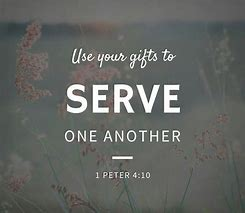 Use your gifts to
SERVE
ONE ANOTHER
1 PETER 4:10